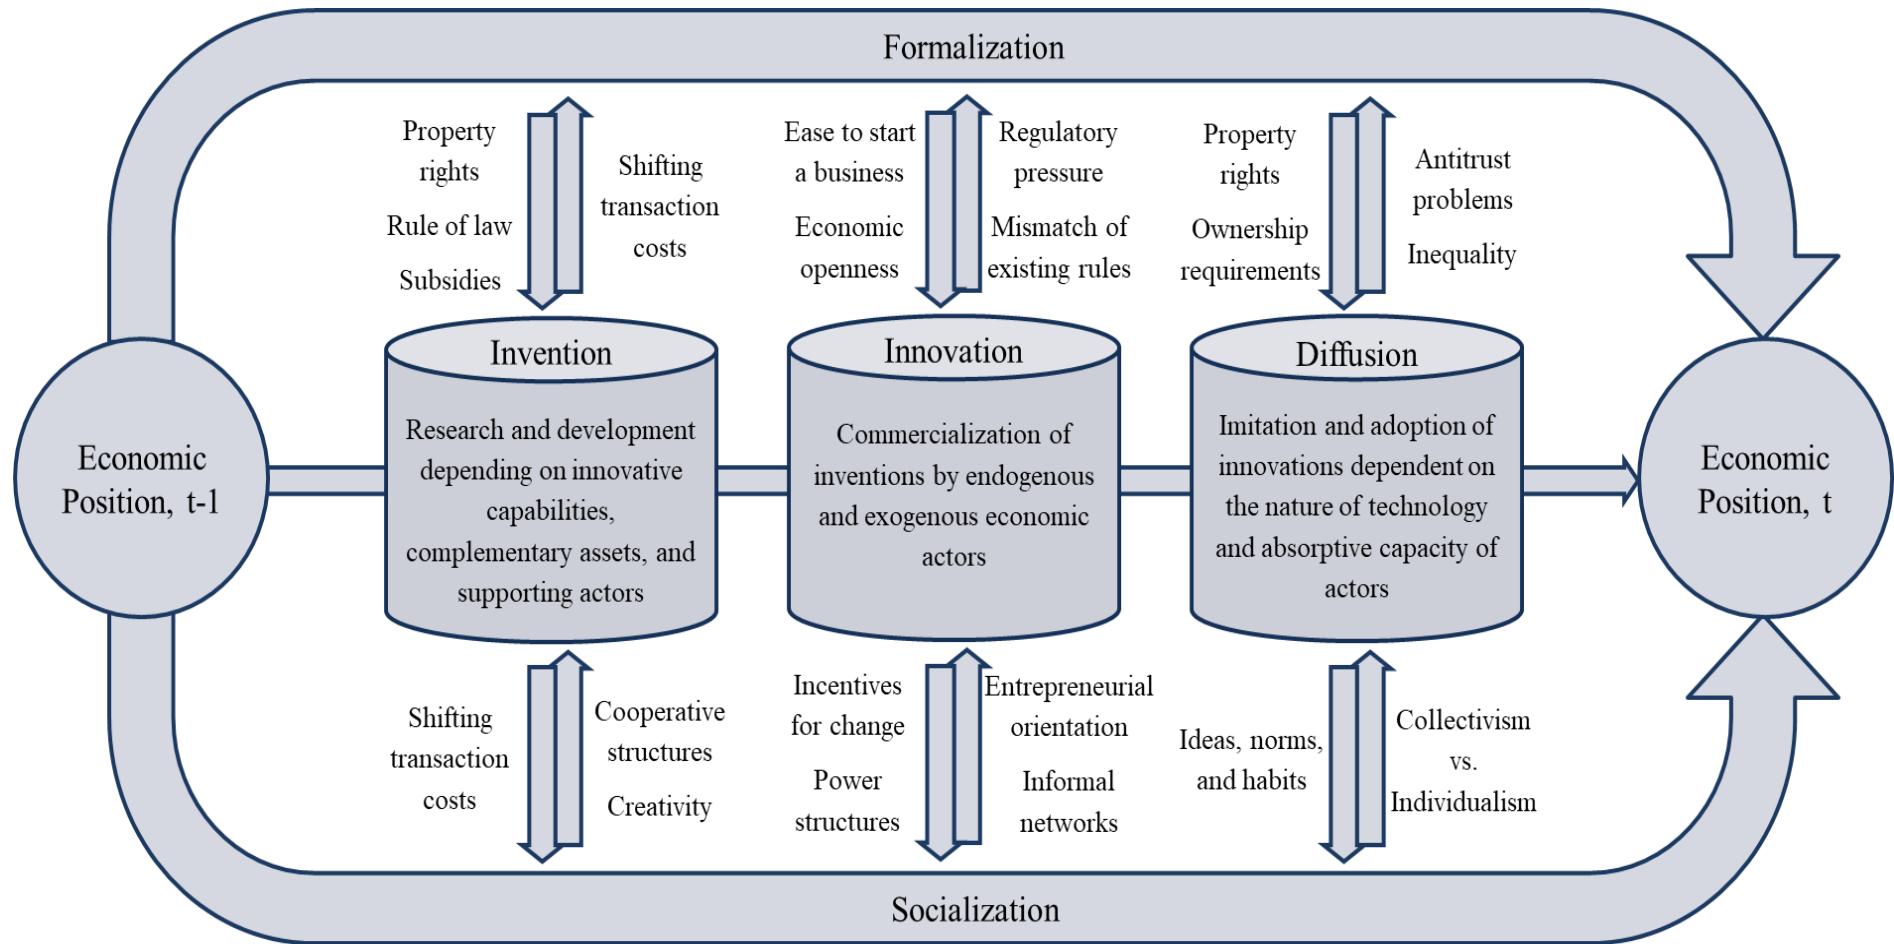 Formalization
Property
rights
Rule of law
Subsidies
Shifting
transaction
costs
Ease to start
a business
Economic
openness
Regulatory
pressure
Mismatch of
existing rules
Property
rights
Ownership
requirements
Antitrust
problems
Inequality
Economic
Position, t-1
Invention
Research and development
depending on innovative
capabilities,
complementary assets, and
supporting actors
Innovation
Commercialization of
inventions by endogenous
and exogenous economic
actors
Diffusion
Imitation and adoption of
innovations dependent on
the nature of technology
and absorptive capacity of
actors
Economic
Position, t
Shifting
transaction
costs
Cooperative
structures
Creativity
Incentives
for change
Power
structures
Entrepreneurial
orientation
Informal
networks
Ideas, norms,
and habits
Collectivism
vs.
Individualism
Socialization